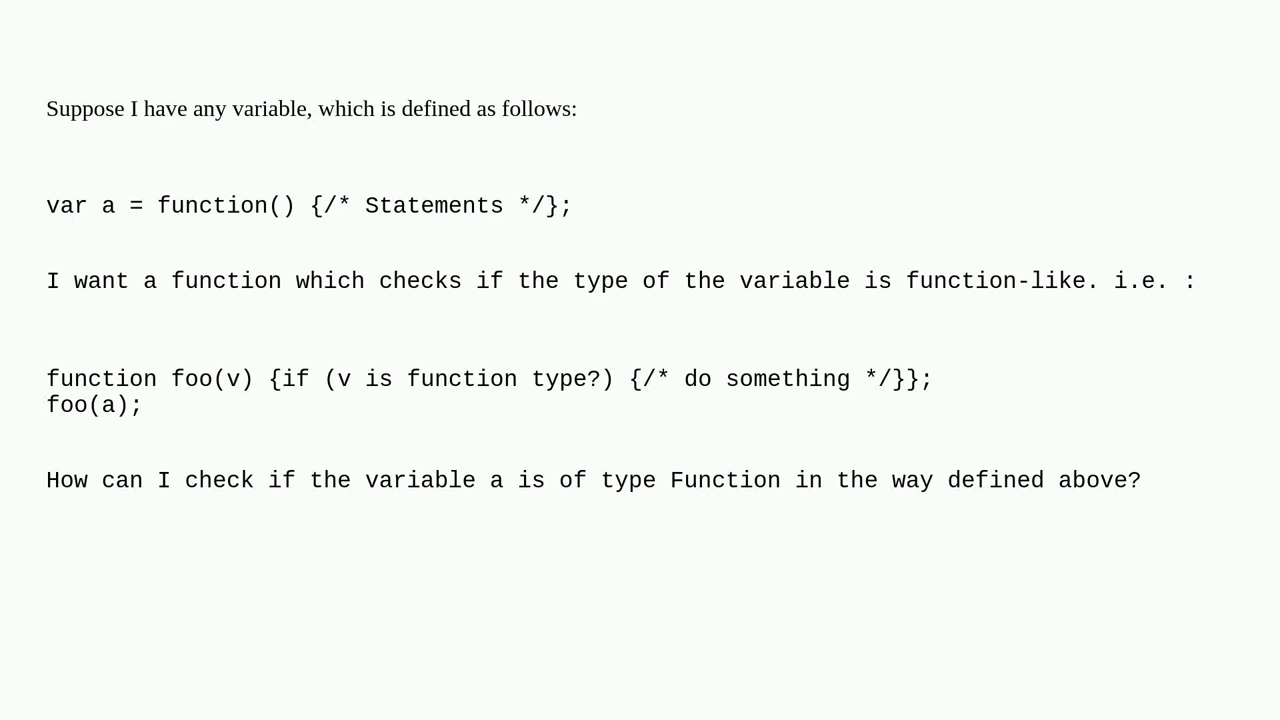 Suppose I have any variable, which is defined as follows:
var a = function() {/* Statements */};
I want a function which checks if the type of the variable is function-like. i.e. :
function foo(v) {if (v is function type?) {/* do something */}};
foo(a);
How can I check if the variable a is of type Function in the way defined above?